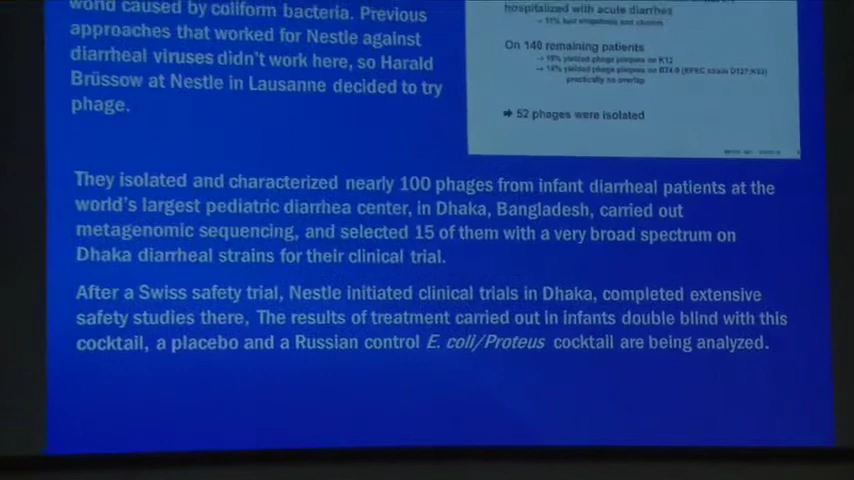 world caused by coliform bacteria. Previous
approaches that worked for Nestle against
diarrheal viruses didn't work here, so Harald
Brüssow at Nestle in Lausanne decided to try
phage.
hospitalized with acute diarrhea
On 140 remaining patients
practically no overlap
➔ 52 phages were isolated
They isolated and characterized nearly 100 phages from infant diarrheal patients at the
world's largest pediatric diarrhea center, in Dhaka, Bangladesh, carried out
metagenomic sequencing, and selected 15 of them with a very broad spectrum on
Dhaka diarrheal strains for their clinical trial.
After a Swiss safety trial, Nestle initiated clinical trials in Dhaka, completed extensive
safety studies there, The results of treatment carried out in infants double blind with this
cocktail, a placebo and a Russian control E. coli/Proteus cocktail are being analyzed.